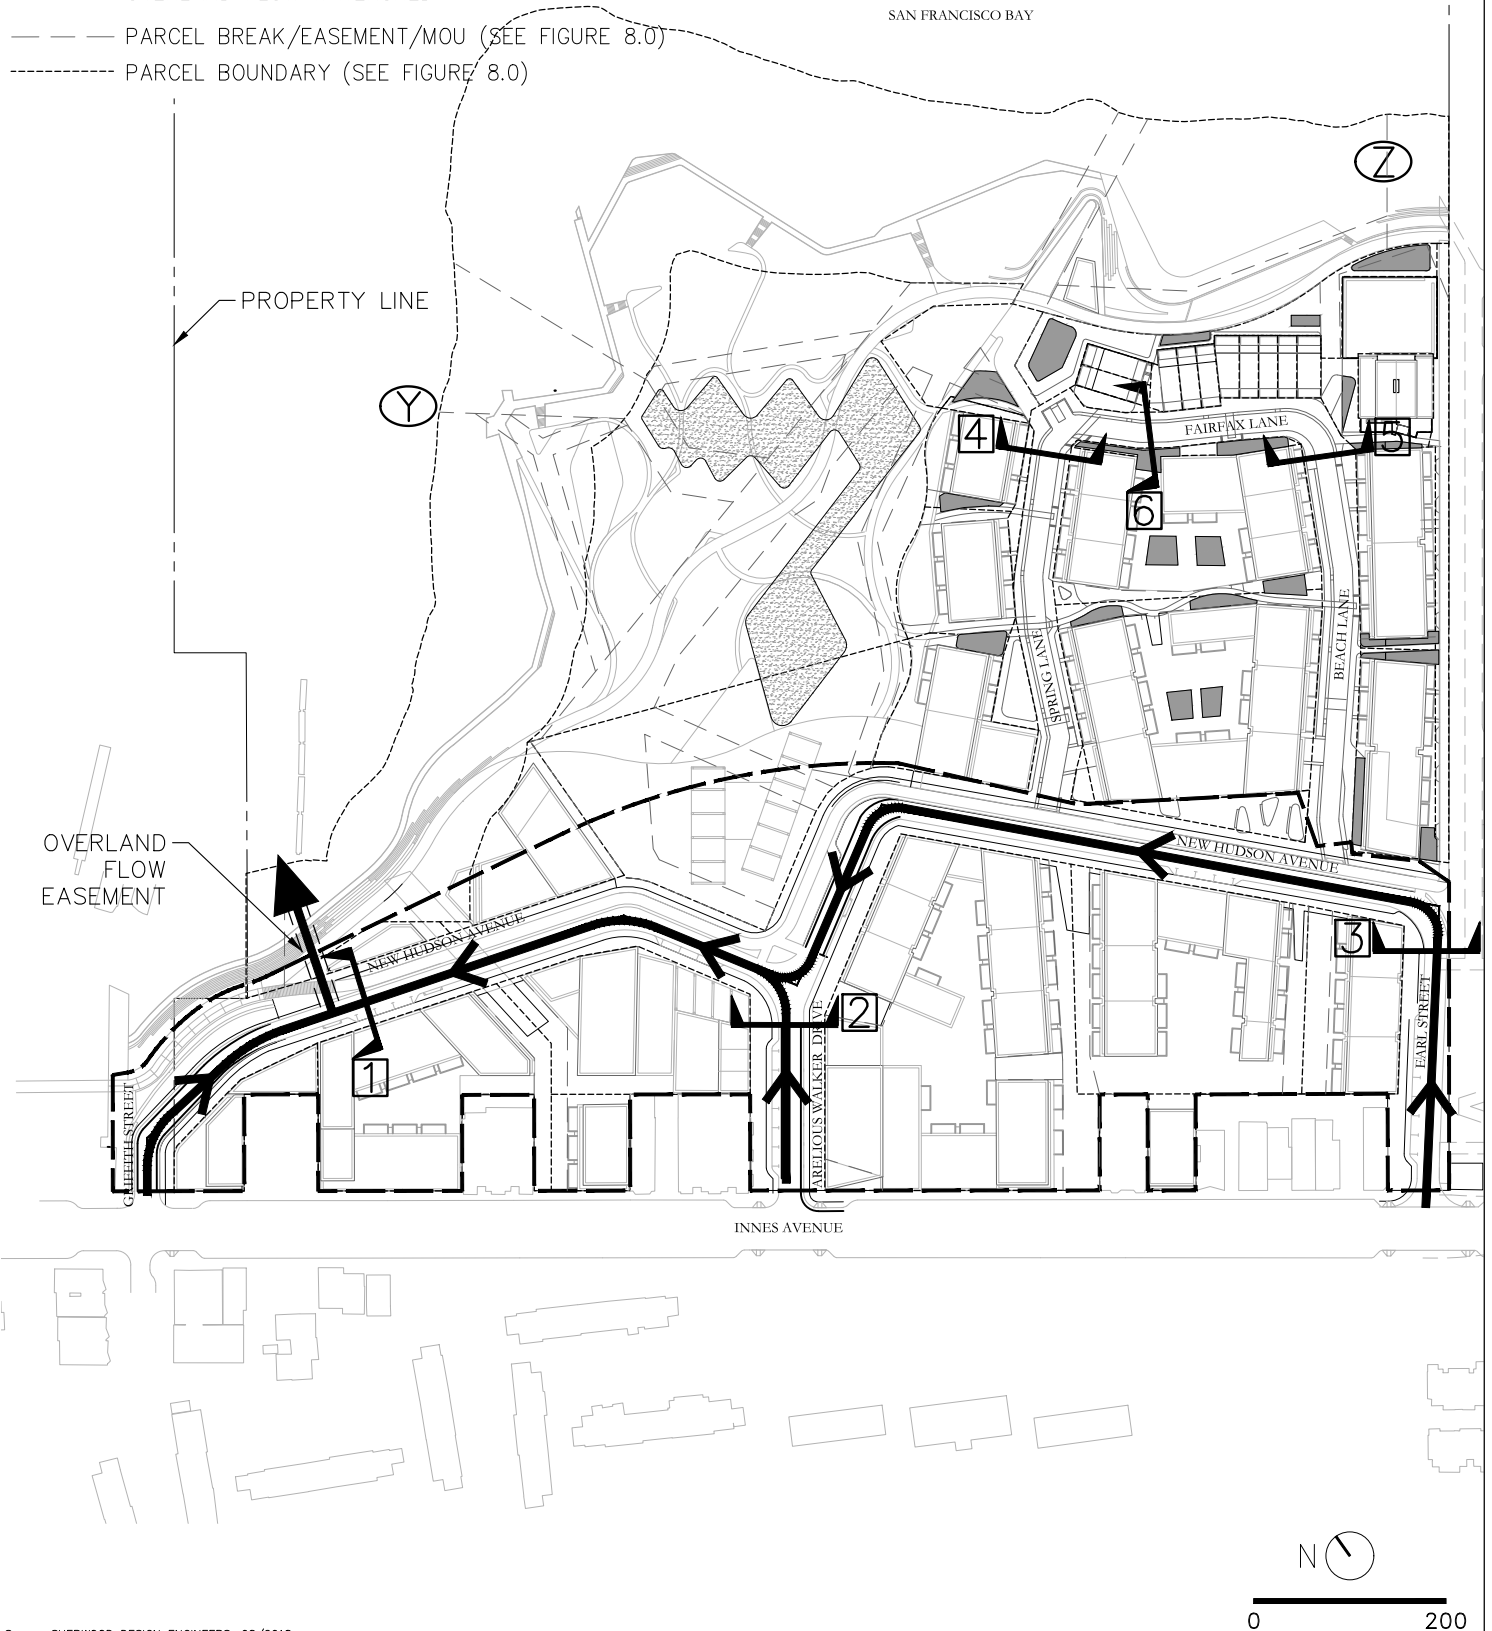 SAN FRANCISCO BAY
PARCEL BREAK/EASEMENT/MOU (SEE FIGURE 8.0)
PARCEL BOUNDARY (SEE FIGURE 8.0)
Z
PROPERTY LINE
Y
4
FAIRFAX LANE
5
6
BEACH LANE
SPRING LANE
OVERLAND
FLOW
EASEMENT
NEW HUDSON AVENUE
NEW HUDSON AVENUE
3
2
1
EARL STREET
ARELIOUS WALKER DRIVE
GRIFFITH STREET
INNES AVENUE
N
0 200